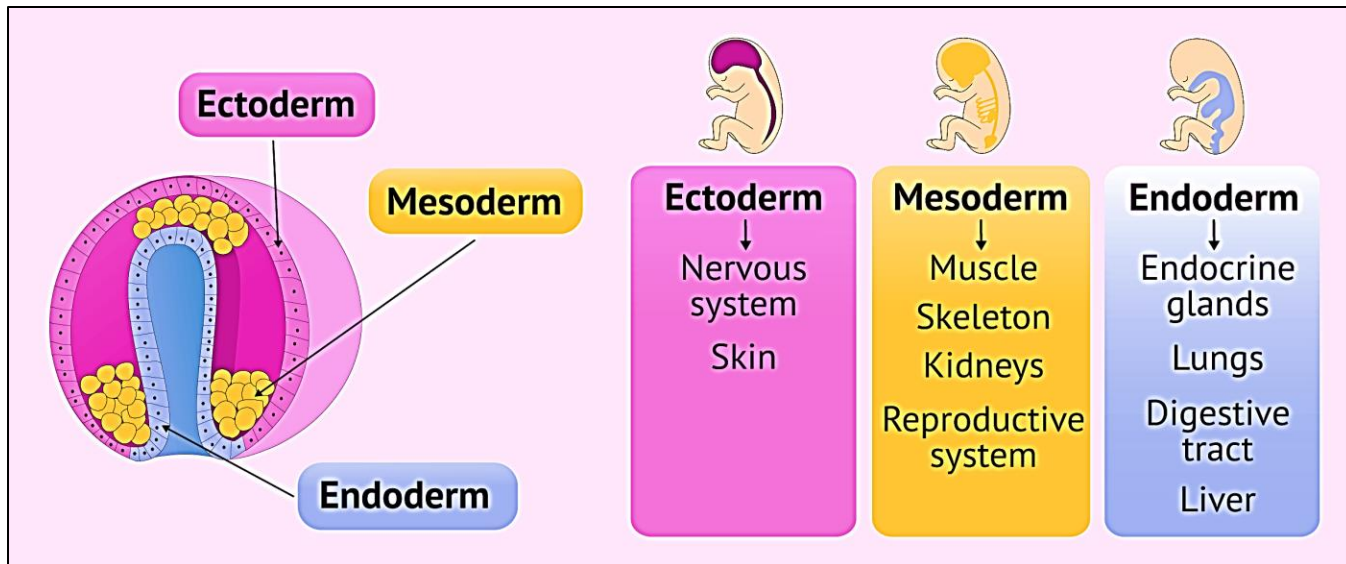 Ectoderm
Mesoderm
Endoderm
Ectoderm
Nervous
system
Skin
Mesoderm
Muscle
Skeleton
Kidneys
Reproductive
system
Endoderm
Endocrine
glands
Lungs
Digestive
tract
Liver